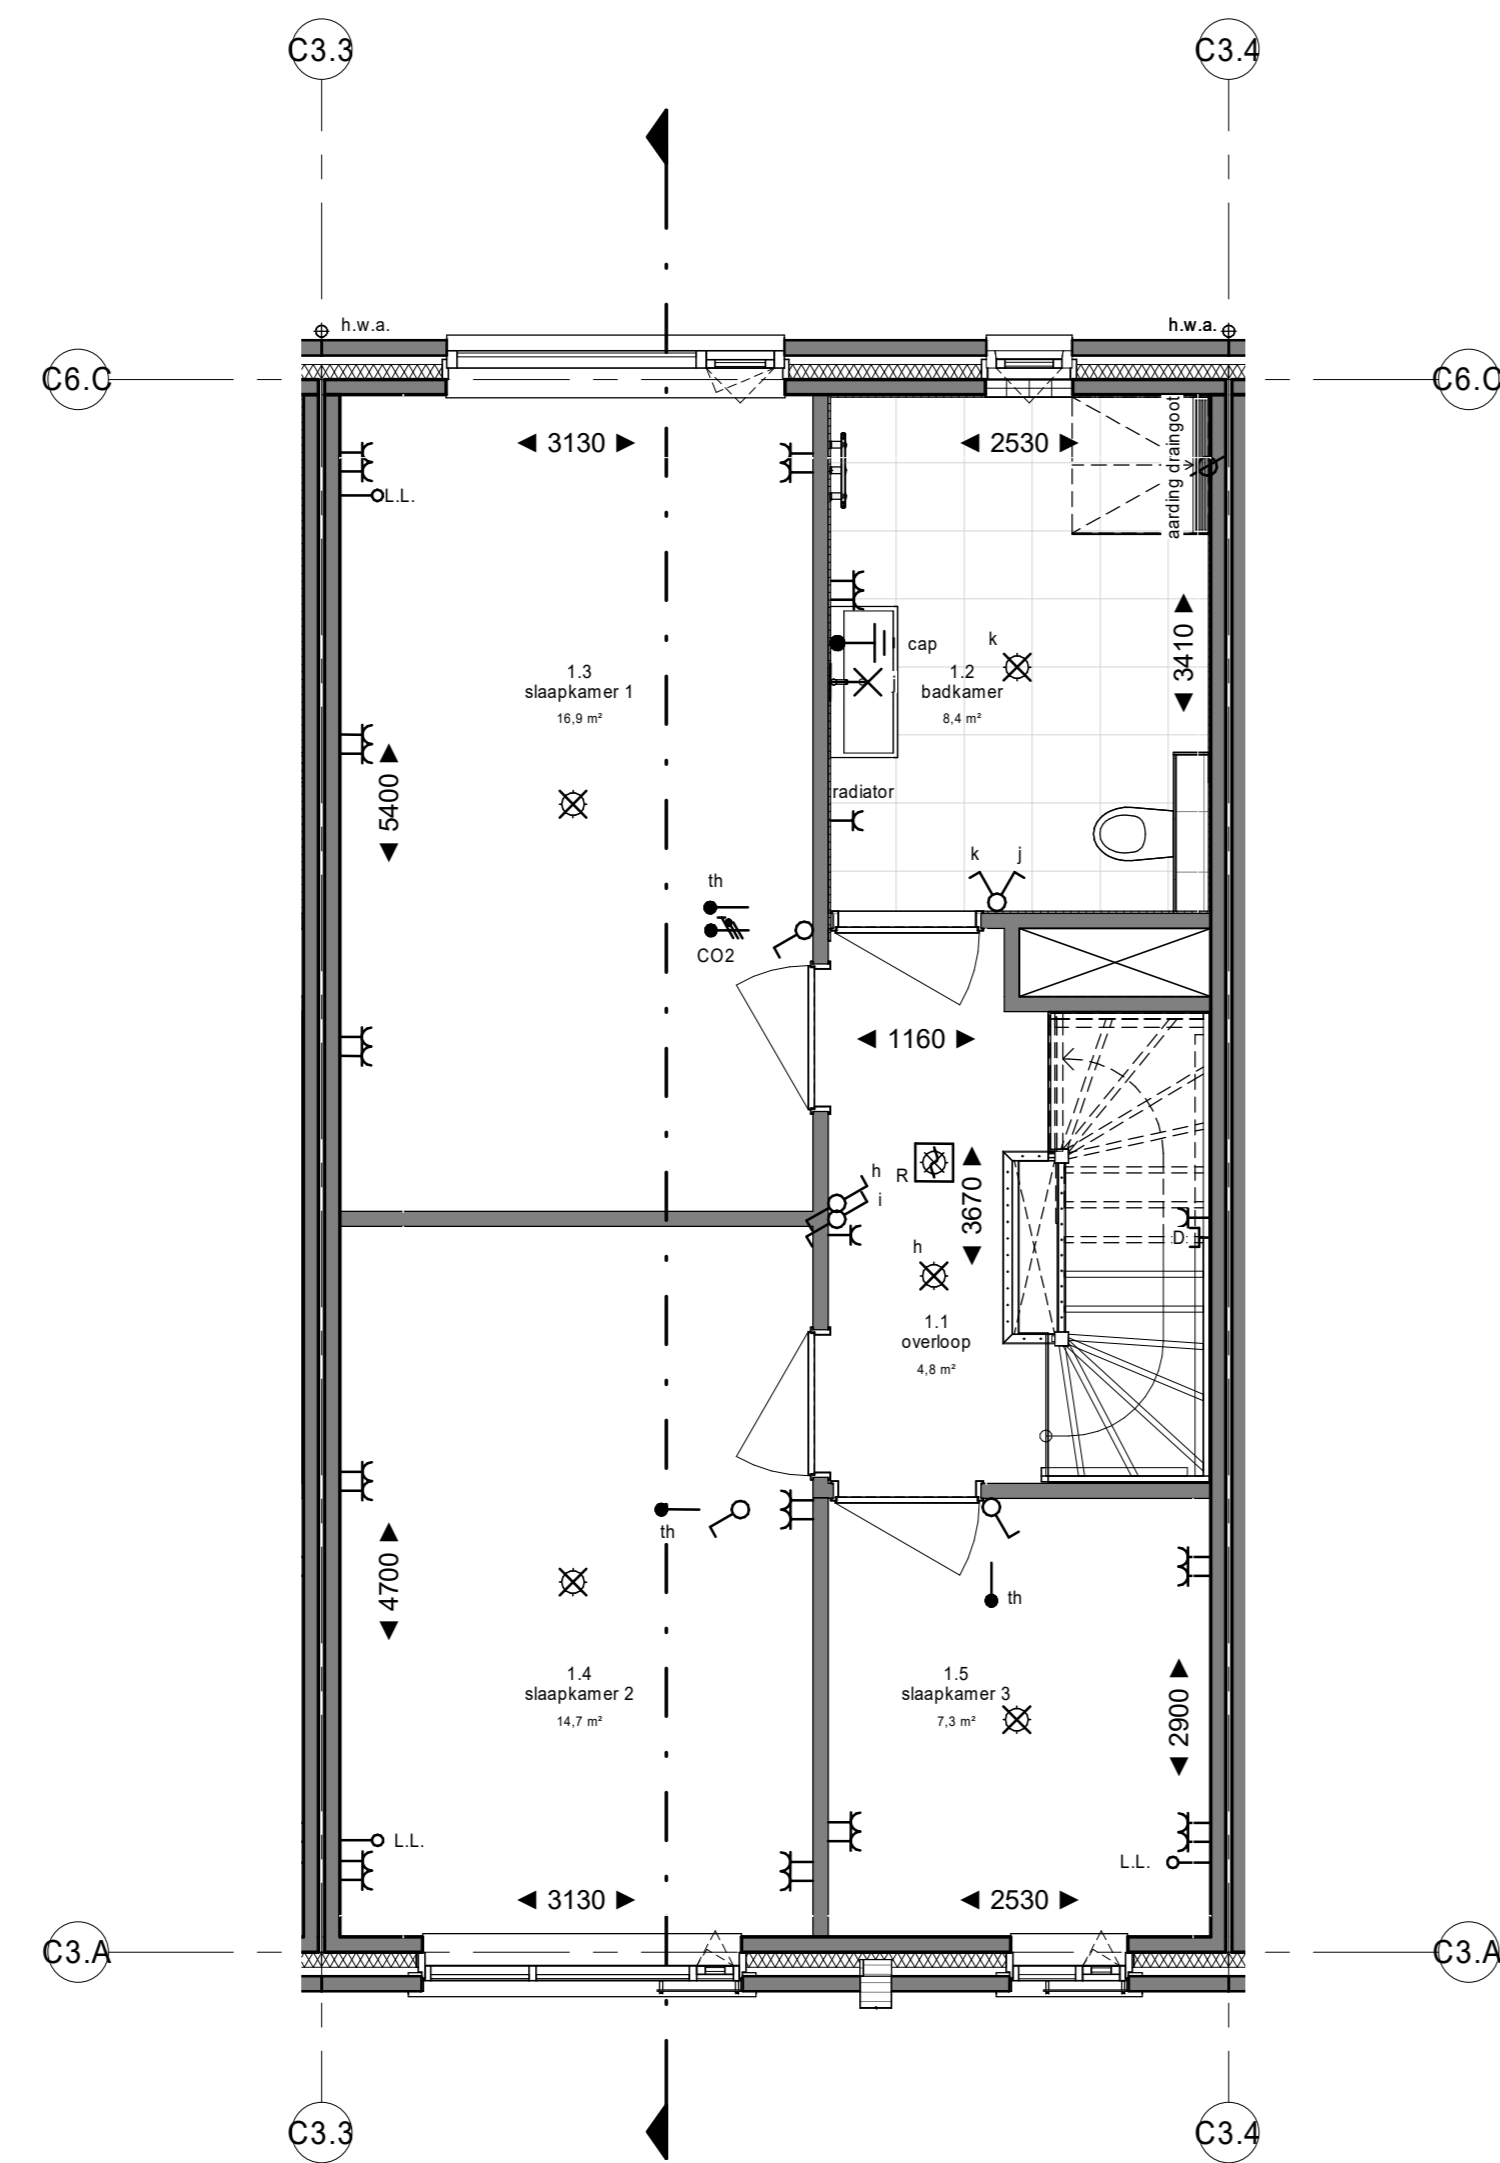 C3.3
C3.4
h.w.a.
h.w.a.
C6.C
C6.C
3130
2530
aarding draingoot
L.L.
3410
cap
k
1.3
slaapkamer 1
16,9 m²
1.2
badkamer
8,4 m²
5400
radiator
k
j
th
CO2
1160
R
h
i
3670
D
h
1.1
overloop
4,8 m²
th
4700
th
1.4
slaapkamer 2
14,7 m²
1.5
slaapkamer 3
7,3 m²
2900
L.L.
L.L.
3130
2530
C3.A
C3.A
C3.3
C3.4